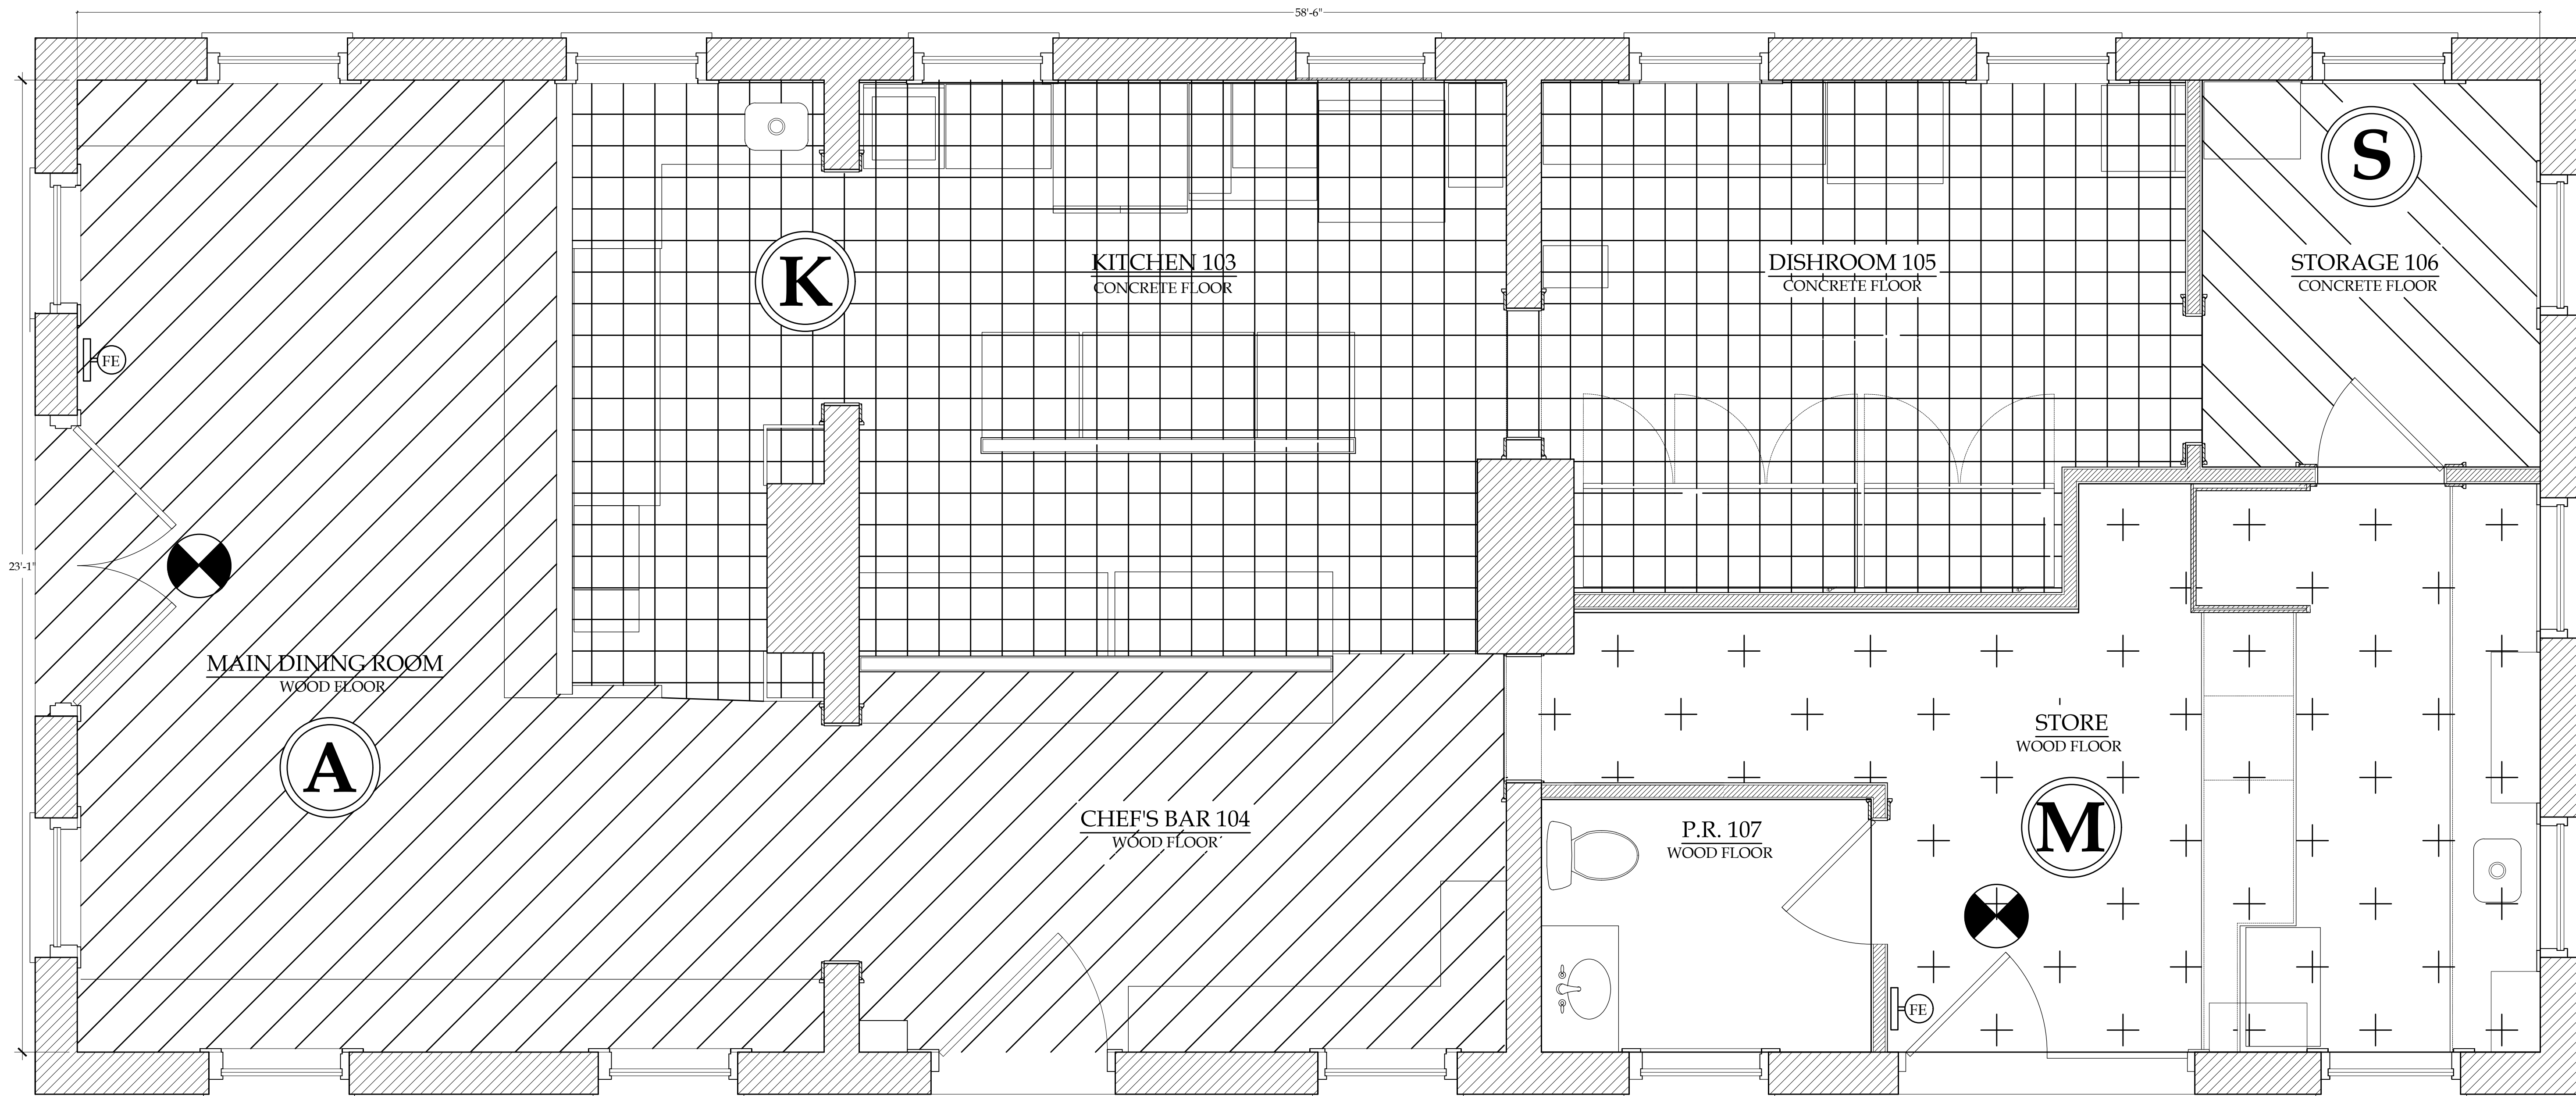 58'-6"
S
KITCHEN 103
CONCRETE FLOOR
DISHROOM 105
CONCRETE FLOOR
STORAGE 106
CONCRETE FLOOR
K
FE
23'-1"
MAIN DINING ROOM
WOOD FLOOR
A
STORE
WOOD FLOOR
M
CHEF'S BAR 104
WOOD FLOOR
P.R. 107
WOOD FLOOR
FE